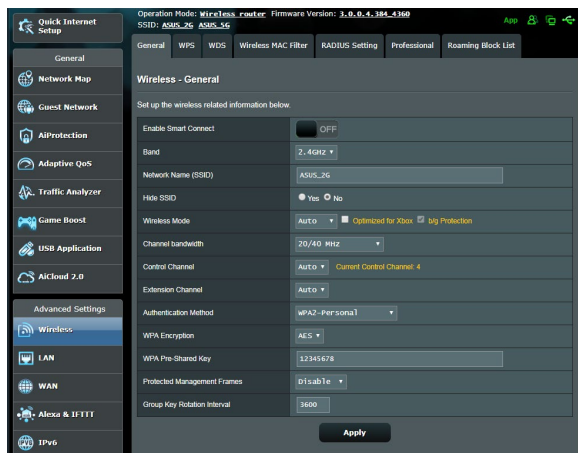 Quick Internet
Setup
Operation Mode: Wireless router Firmware Version: 3.0.0.4.384_4360
SSID: ASUS_2G ASUS_5G
App
General
WPS
WDS
Wireless MAC Filter
RADIUS Setting
Professional
Roaming Block List
General
Network Map
Guest Network
AiProtection
Adaptive QoS
Traffic Analyzer
Game Boost
USB Application
AiCloud 2.0
Advanced Settings
Wireless
LAN
WAN
Alexa & IFTTT
IPv6
Wireless - General
Set up the wireless related information below.
Enable Smart Connect OFF
Band 2.4GHz
Network Name (SSID) ASUS_2G
Hide SSID Yes No
Wireless Mode Auto Optimized for Xbox b/g Protection
Channel bandwidth 20/40 MHz
Control Channel Auto Current Control Channel: 4
Extension Channel Auto
Authentication Method WPA2-Personal
WPA Encryption AES
WPA Pre-Shared Key 12345678
Protected Management Frames Disable
Group Key Rotation Interval 3600
Apply